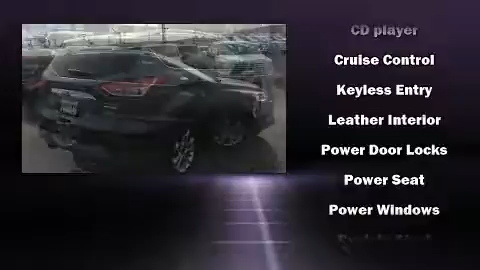 CD player
Cruise Control
Keyless Entry
Leather Interior
Power Door Locks
Power Seat
Power Windows